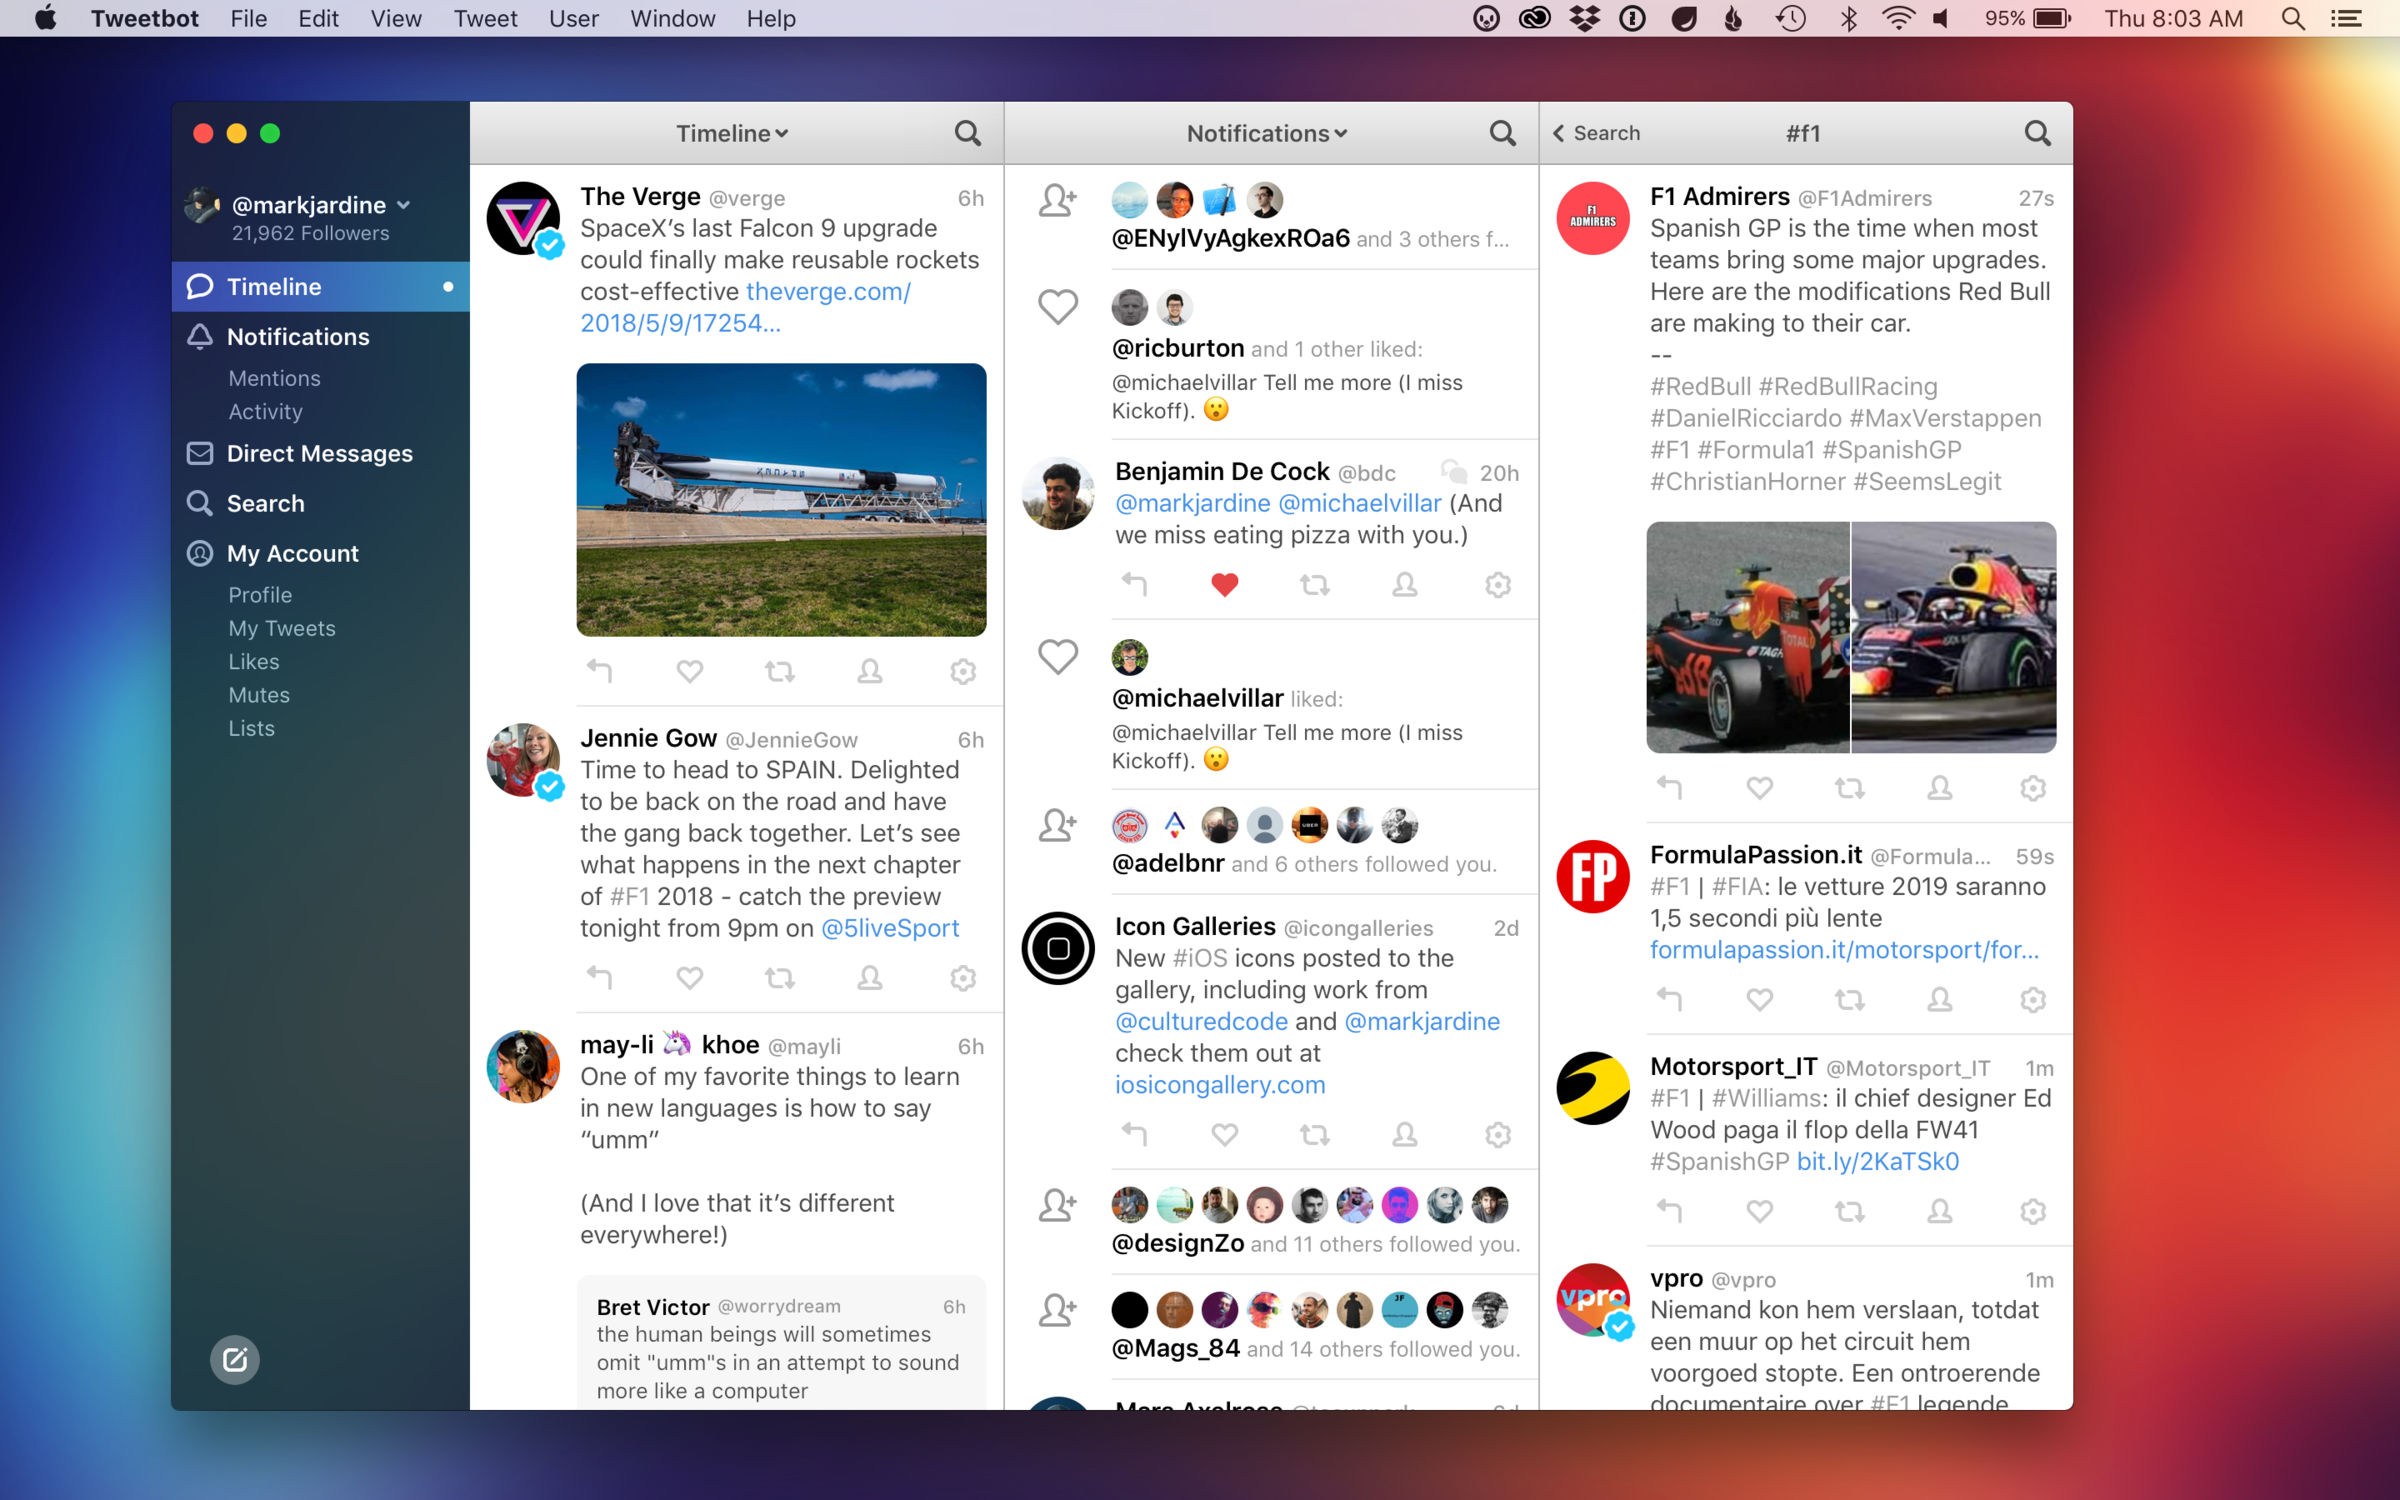 Tweetbot File Edit View Tweet User Window Help 95% Thu 8:03 AM
@markjardine
21,962 Followers
Timeline
Notifications
Mentions
Activity
Direct Messages
Search
My Account
Profile
My Tweets
Likes
Mutes
Lists
Timeline
The Verge @verge 6h
SpaceX’s last Falcon 9 upgrade
could finally make reusable rockets
cost-effective theverge.com/
2018/5/9/17254...
SPACEX
Jennie Gow @JennieGow 6h
Time to head to SPAIN. Delighted
to be back on the road and have
the gang back together. Let’s see
what happens in the next chapter
of #F1 2018 - catch the preview
tonight from 9pm on @5liveSport
may-li 🦄 khoe @mayli 6h
One of my favorite things to learn
in new languages is how to say
“umm”
(And I love that it’s different
everywhere!)
Bret Victor @worrydream 6h
the human beings will sometimes
omit "umm"s in an attempt to sound
more like a computer
Notifications
@ENylVyAgkexROa6 and 3 others f...
@ricburton and 1 other liked:
@michaelvillar Tell me more (I miss
Kickoff). 😮
Benjamin De Cock @bdc 20h
@markjardine @michaelvillar (And
we miss eating pizza with you.)
@michaelvillar liked:
@michaelvillar Tell me more (I miss
Kickoff). 😮
UBER
@adelbnr and 6 others followed you.
Icon Galleries @icongalleries 2d
New #iOS icons posted to the
gallery, including work from
@culturedcode and @markjardine
check them out at
iosicongallery.com
@designZo and 11 others followed you.
JF
@Mags_84 and 14 others followed you.
Search #f1
F1 ADMIRERS
F1 Admirers @F1Admirers 27s
Spanish GP is the time when most
teams bring some major upgrades.
Here are the modifications Red Bull
are making to their car.
--
#RedBull #RedBullRacing
#DanielRicciardo #MaxVerstappen
#F1 #Formula1 #SpanishGP
#ChristianHorner #SeemsLegit
TOTAL
TAGH
FP
FormulaPassion.it @Formula... 59s
#F1 | #FIA: le vetture 2019 saranno
1,5 secondi più lente
formulapassion.it/motorsport/for...
Motorsport_IT @Motorsport_IT 1m
#F1 | #Williams: il chief designer Ed
Wood paga il flop della FW41
#SpanishGP bit.ly/2KaTSk0
vpro
vpro @vpro 1m
Niemand kon hem verslaan, totdat
een muur op het circuit hem
voorgoed stopte. Een ontroerende
documentaire over #F1 legende